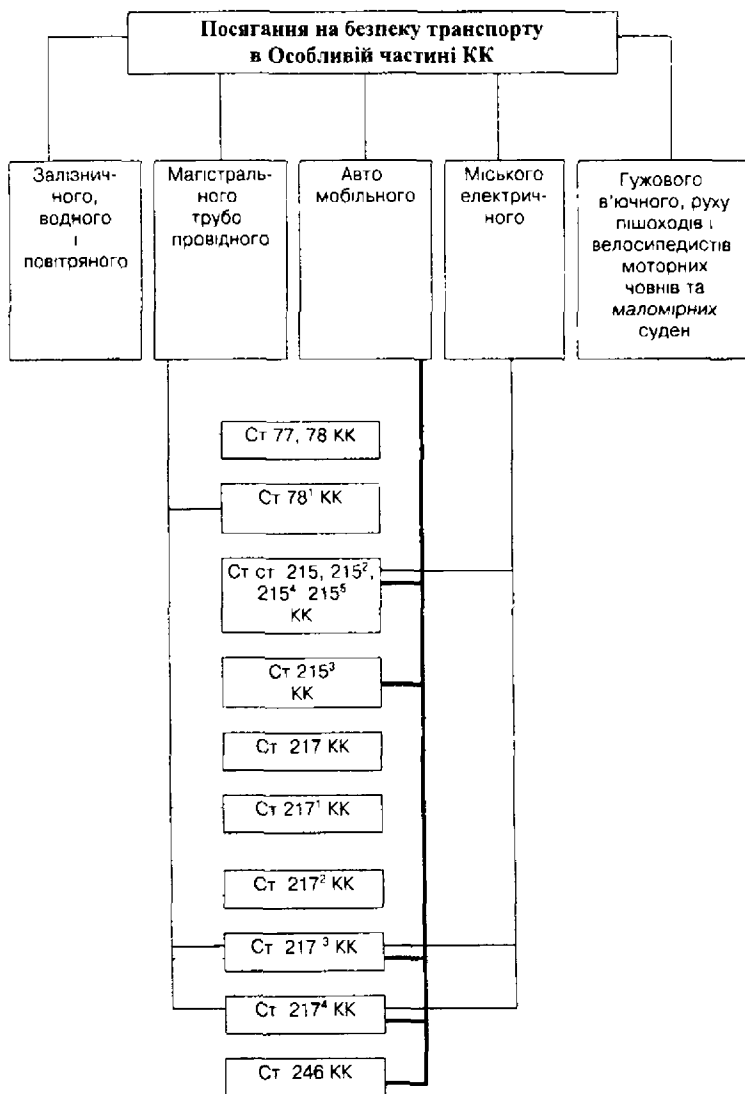 Посягання на безпеку транспорту
в Особливій частині КК
Залізнич-
ного,
водного
і
повітряного
Магістраль-
ного
трубо
провідного
Авто
мобільного
Міського
електрич-
ного
Гужового
в'ючного, руху
пішоходів і
велосипедистів
моторних
човнів та
маломірних
суден
Ст 77, 78 КК
Ст 78¹ КК
Ст ст 215, 215²,
215⁴ 215⁵
КК
Ст 215³
КК
Ст 217 КК
Ст 217¹ КК
Ст 217² КК
Ст 217 ³ КК
Ст 217⁴ КК
Ст 246 КК